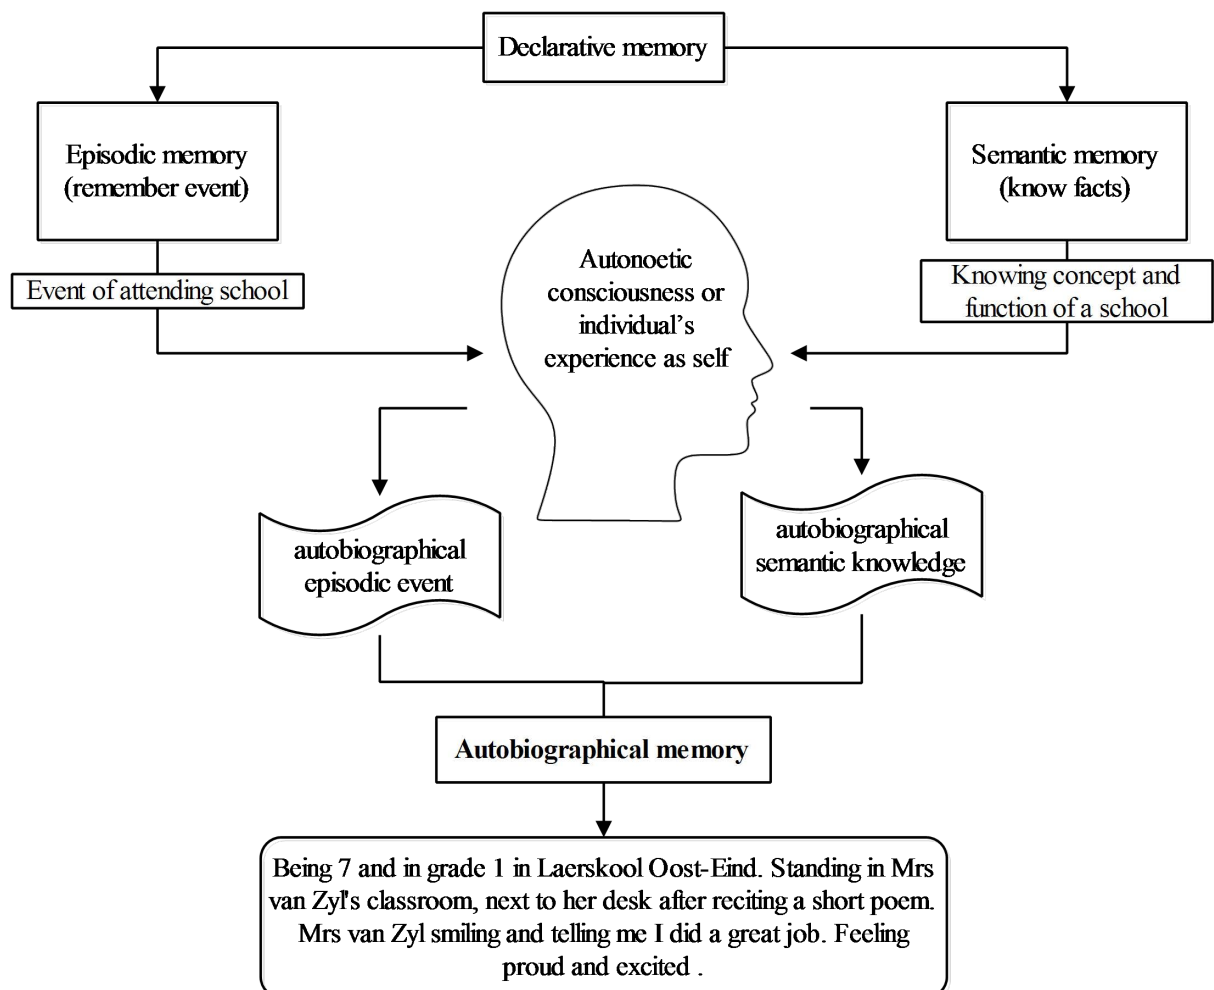 Declarative memory
Episodic memory
(remember event)
Semantic memory
(know facts)
Event of attending school
Knowing concept and
function of a school
Autonoetic
consciousness or
individual's
experience as self
autobiographical
episodic event
autobiographical
semantic knowledge
Autobiographical memory
Being 7 and in grade 1 in Laerskool Oost-Eind. Standing in Mrs
van Zyl's classroom, next to her desk after reciting a short poem.
Mrs van Zyl smiling and telling me I did a great job. Feeling
proud and excited .